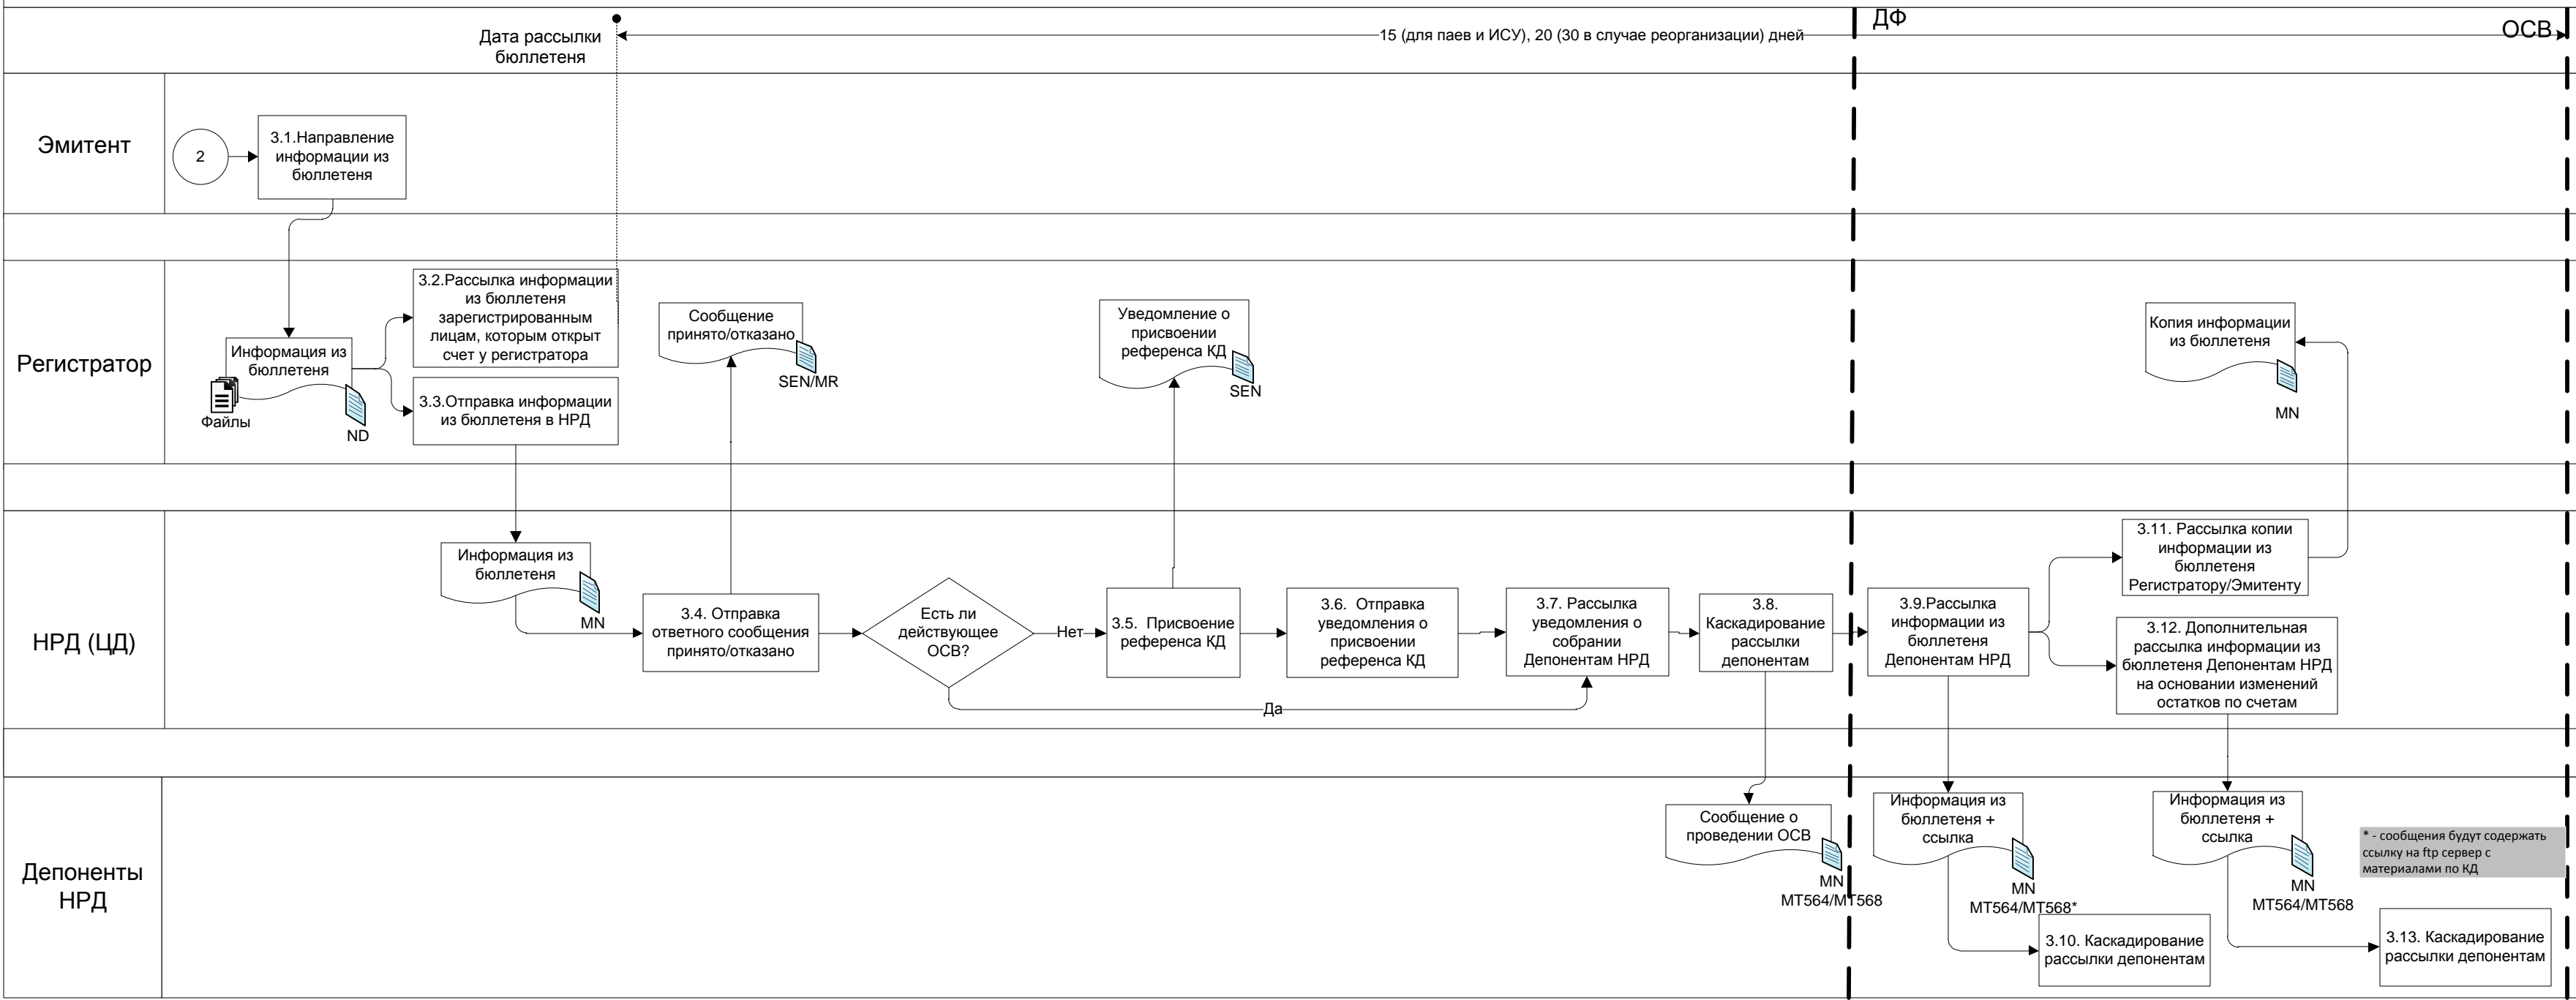 Дата рассылки
бюллетеня
15 (для паев и ИСУ), 20 (30 в случае реорганизации) дней
ДФ
ОСВ
Эмитент
2
3.1.Направление
информации из
бюллетеня
Регистратор
Информация из
бюллетеня
Файлы
ND
3.2.Рассылка информации
из бюллетеня
зарегистрированным
лицам, которым открыт
счет у регистратора
3.3.Отправка информации
из бюллетеня в НРД
Сообщение
принято/отказано
SEN/MR
Уведомление о
присвоении
референса КД
SEN
Копия информации
из бюллетеня
MN
НРД (ЦД)
Информация из
бюллетеня
MN
3.4. Отправка
ответного сообщения
принято/отказано
Есть ли
действующее
ОСВ?
Нет
Да
3.5. Присвоение
референса КД
3.6. Отправка
уведомления о
присвоении
референса КД
3.7. Рассылка
уведомления о
собрании
Депонентам НРД
3.8.
Каскадирование
рассылки
депонентам
3.9.Рассылка
информации из
бюллетеня
Депонентам НРД
3.11. Рассылка копии
информации из
бюллетеня
Регистратору/Эмитенту
3.12. Дополнительная
рассылка информации из
бюллетеня Депонентам НРД
на основании изменений
остатков по счетам
Депоненты
НРД
Сообщение о
проведении ОСВ
MN
MT564/MT568
Информация из
бюллетеня +
ссылка
MN
MT564/MT568*
3.10. Каскадирование
рассылки депонентам
Информация из
бюллетеня +
ссылка
MN
MT564/MT568
* - сообщения будут содержать
ссылку на ftp сервер с
материалами по КД
3.13. Каскадирование
рассылки депонентам